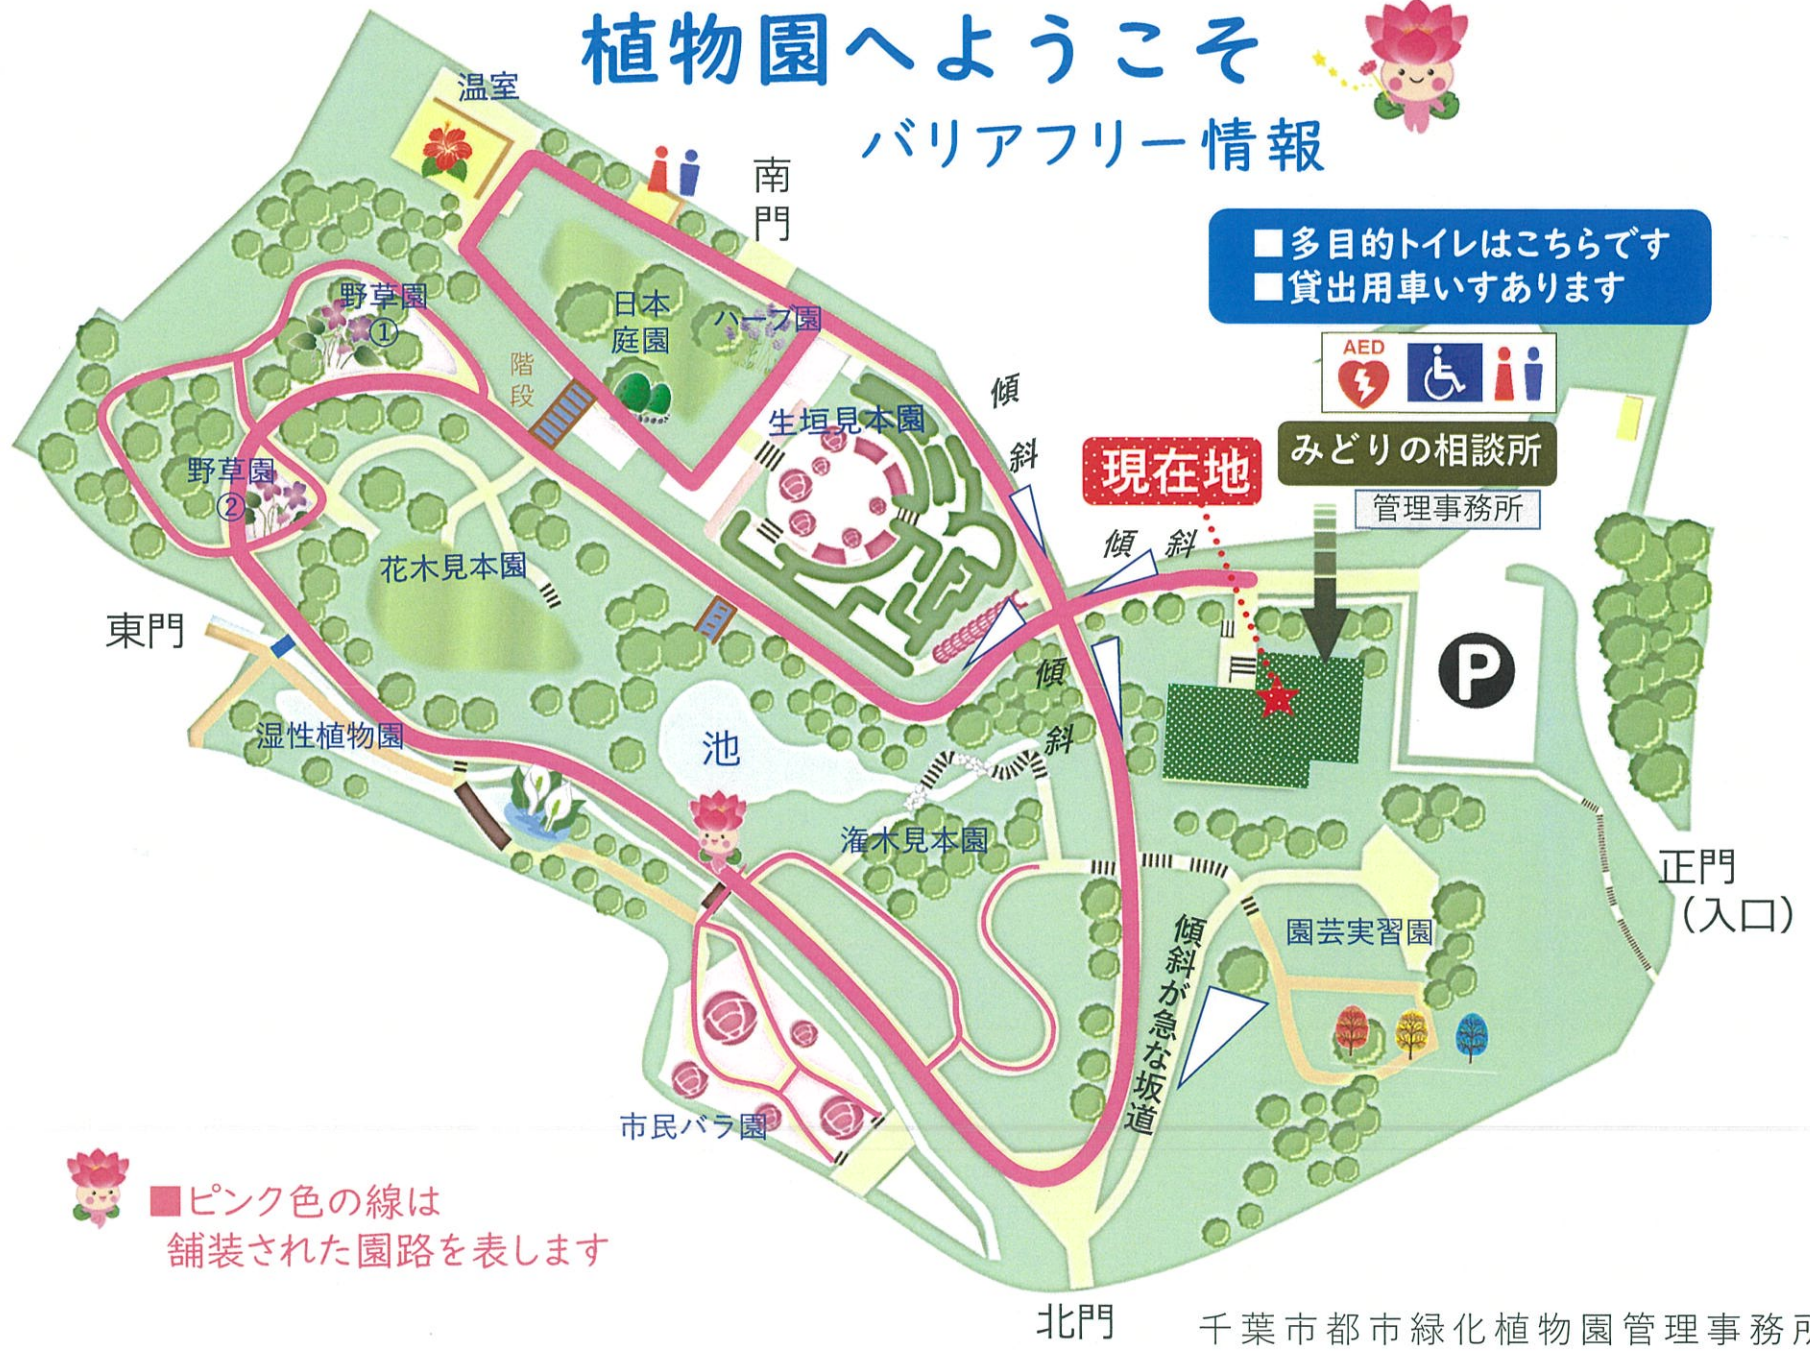 植物園へようこそ
バリアフリー情報
温室
南門
■多目的トイレはこちらです
■貸出用車いすあります
野草園
①
日本
庭園
ハーブ園
階段
AED
傾斜
生垣見本園
現在地
みどりの相談所
管理事務所
野草園
②
傾斜
花木見本園
東門
P
傾斜
湿性植物園
池
潅木見本園
正門
(入口)
園芸実習園
傾斜が急な坂道
市民バラ園
■ピンク色の線は
舗装された園路を表します
北門
千葉市都市緑化植物園管理事務所